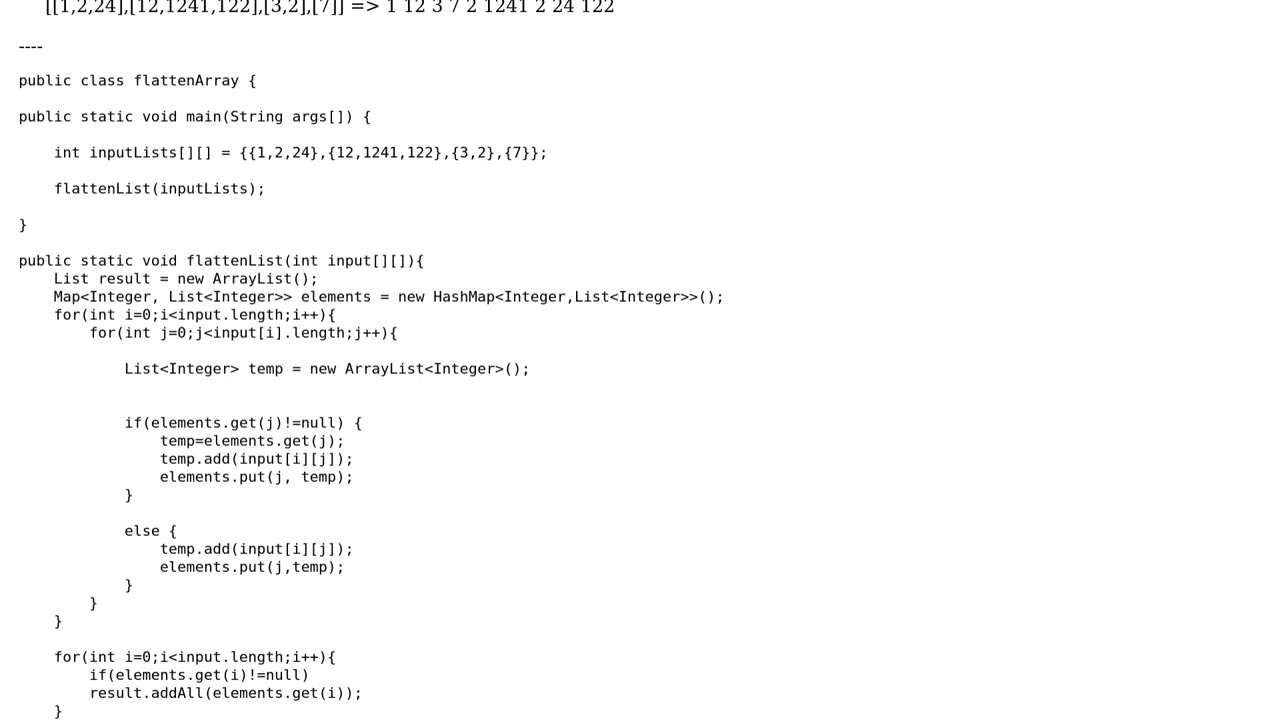 [[1,2,24],[12,1241,122],[3,2],[7]] => 1 12 3 7 2 1241 2 24 122
----
public class flattenArray {
public static void main(String args[]) {
int inputLists[][] = {{1,2,24},{12,1241,122},{3,2},{7}};
flattenList(inputLists);
}
public static void flattenList(int input[][]){
List result = new ArrayList();
Map<Integer, List<Integer>> elements = new HashMap<Integer,List<Integer>>();
for(int i=0;i<input.length;i++){
for(int j=0;j<input[i].length;j++){
List<Integer> temp = new ArrayList<Integer>();
if(elements.get(j)!=null) {
temp=elements.get(j);
temp.add(input[i][j]);
elements.put(j, temp);
}
else {
temp.add(input[i][j]);
elements.put(j,temp);
}
}
}
for(int i=0;i<input.length;i++){
if(elements.get(i)!=null)
result.addAll(elements.get(i));
}